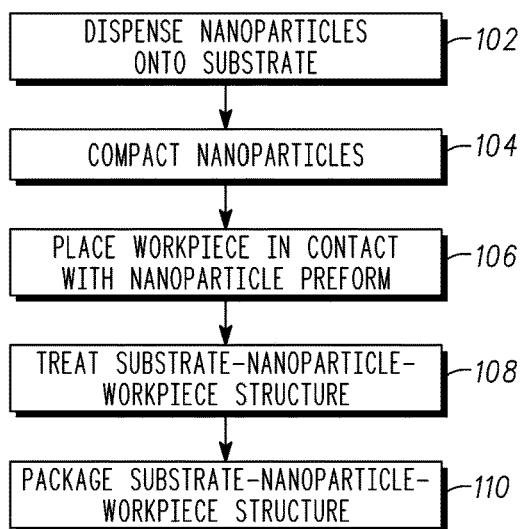 DISPENSE NANOPARTICLES
ONTO SUBSTRATE
102
COMPACT NANOPARTICLES
104
PLACE WORKPIECE IN CONTACT
WITH NANOPARTICLE PREFORM
106
TREAT SUBSTRATE-NANOPARTICLE-
WORKPIECE STRUCTURE
108
PACKAGE SUBSTRATE-NANOPARTICLE-
WORKPIECE STRUCTURE
110